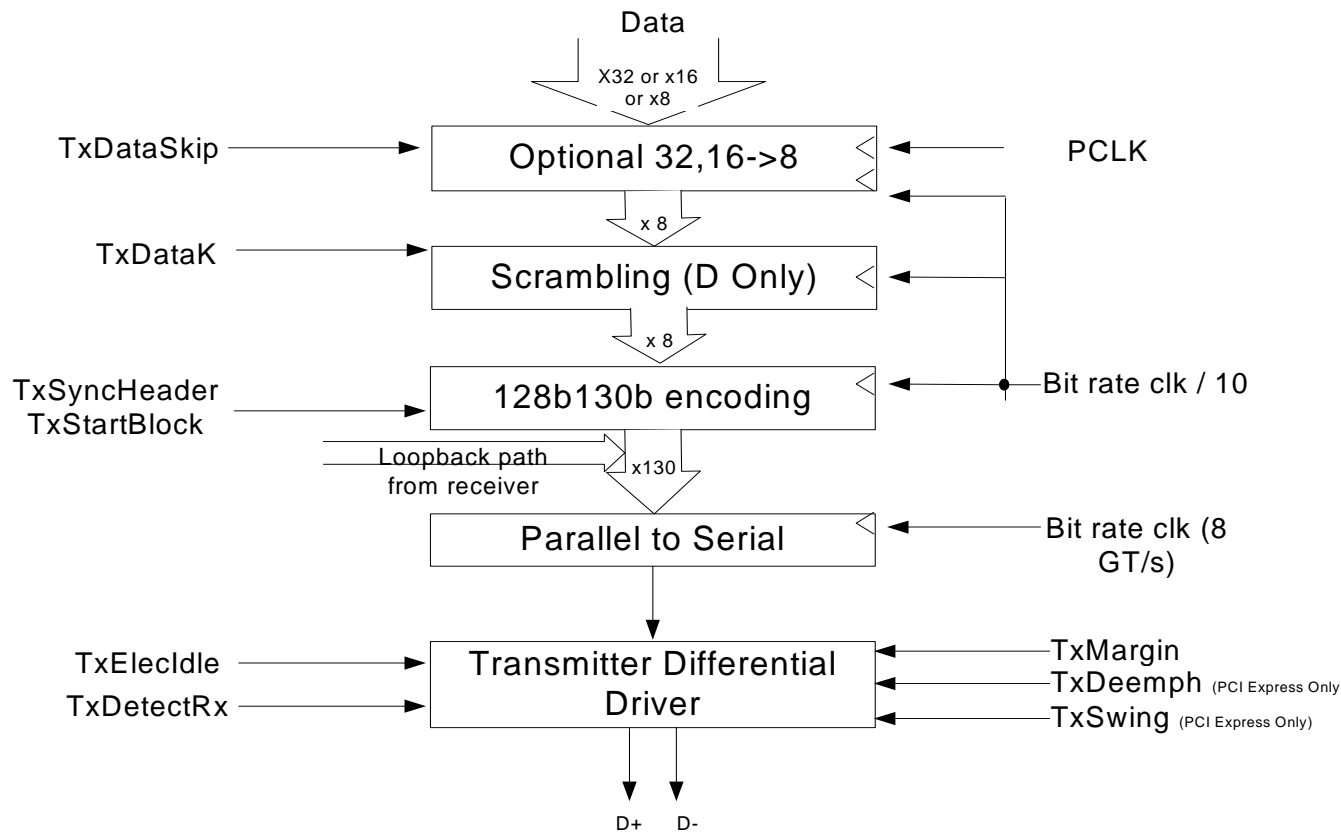 Data
X32 or x16
or x8
TxDataSkip
Optional 32,16->8
PCLK
x 8
TxDataK
Scrambling (D Only)
x 8
TxSyncHeader
TxStartBlock
128b130b encoding
Bit rate clk / 10
Loopback path
from receiver
x130
Parallel to Serial
Bit rate clk (8
GT/s)
TxElecIdle
TxDetectRx
Transmitter Differential
Driver
TxMargin
TxDeemph (PCI Express Only
TxSwing (PCI Express Only)
D+ D-